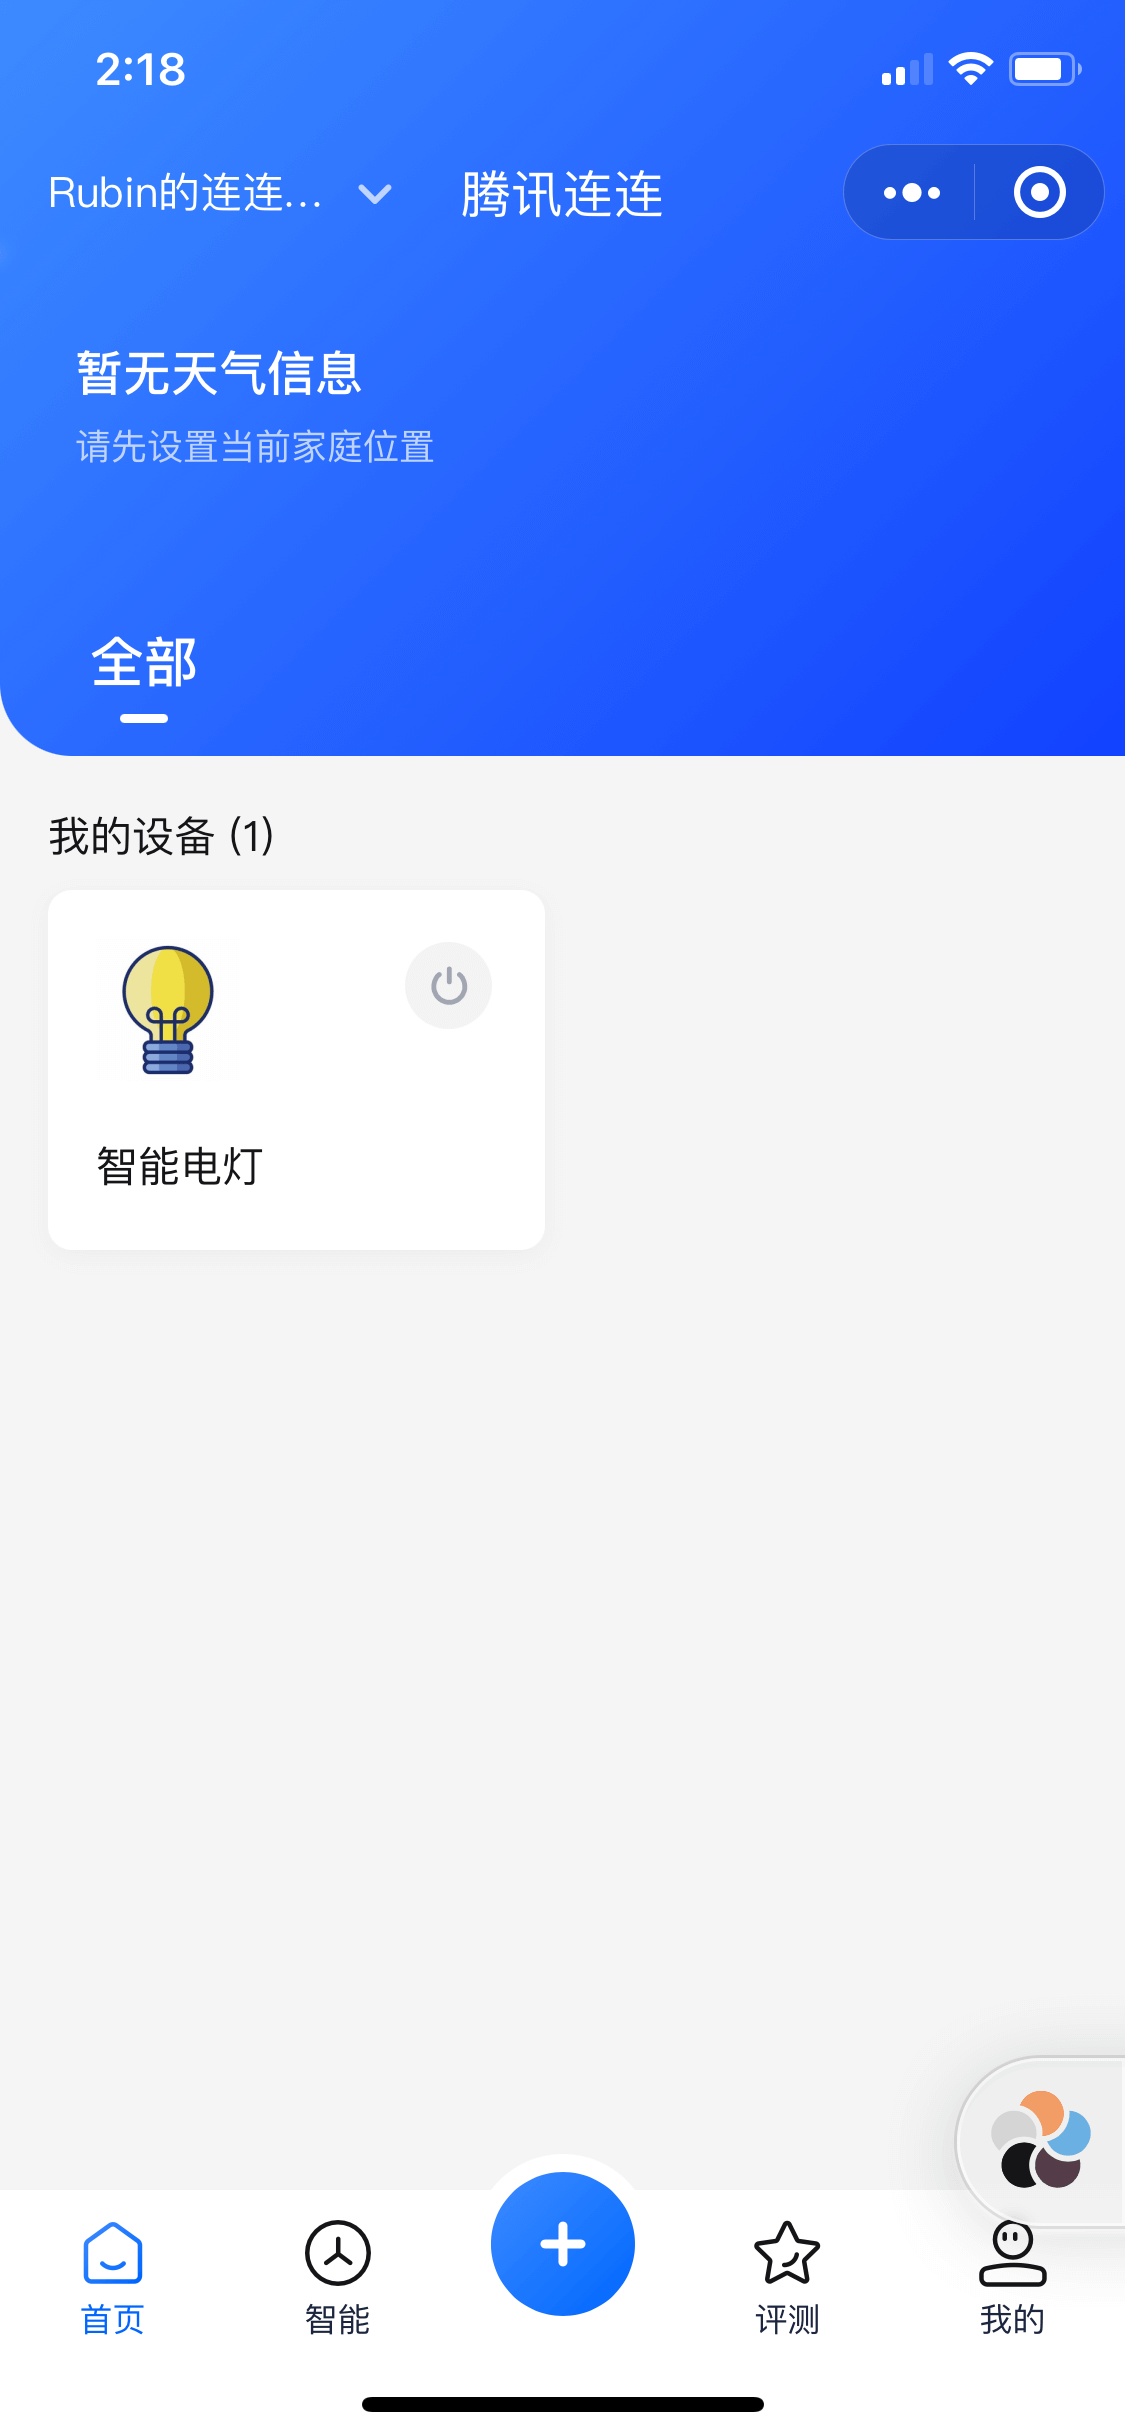 2:18
Rubin的连连...
腾讯连连
暂无天气信息
请先设置当前家庭位置
全部
我的设备 (1)
智能电灯
首页
智能
评测
我的